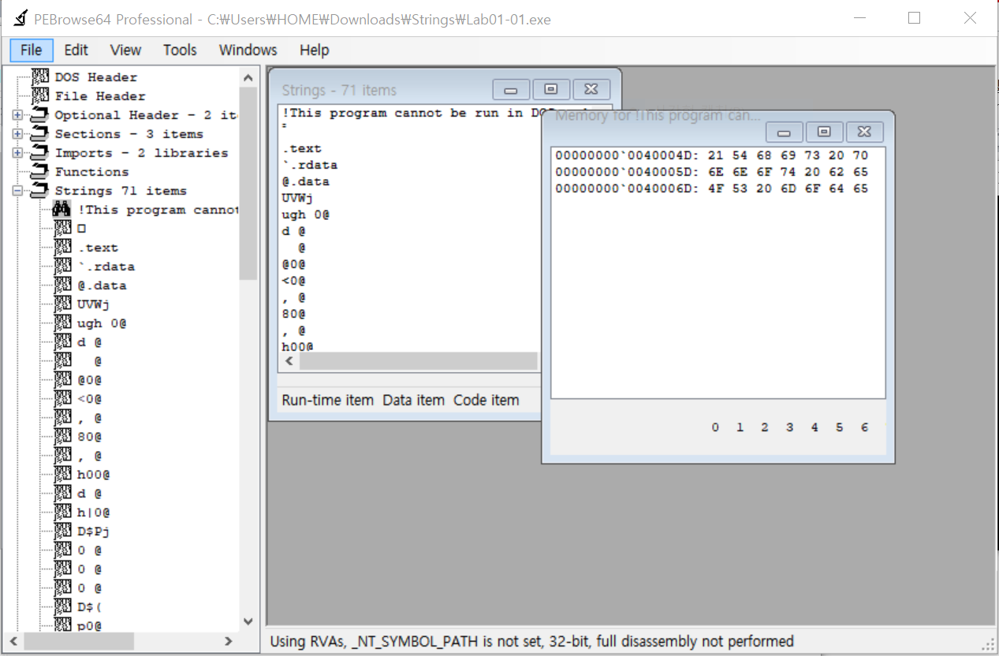 PEBrowse64 Professional - C:₩Users₩HOME₩Downloads₩Strings₩Lab01-01.exe
File Edit View Tools Windows Help
DOS Header
File Header
Optional Header - 2 it
Sections - 3 items
Imports - 2 libraries
Functions
Strings 71 items
!This program cannot
.text
`.rdata
@.data
UVWj
ugh 0@
d @
@
@0@
<0@
, @
80@
, @
h00@
d @
h|0@
D$Pj
0 @
0 @
0 @
D$(
p0@
Strings - 71 items
!This program cannot be run in DOS
.text
`.rdata
@.data
UVWj
ugh 0@
d @
@
@0@
<0@
, @
80@
, @
h00@
Run-time item Data item Code item
Memory for !This program can...
00000000`0040004D: 21 54 68 69 73 20 70
00000000`0040005D: 6E 6E 6F 74 20 62 65
00000000`0040006D: 4F 53 20 6D 6F 64 65
0 1 2 3 4 5 6
Using RVAs, _NT_SYMBOL_PATH is not set, 32-bit, full disassembly not performed